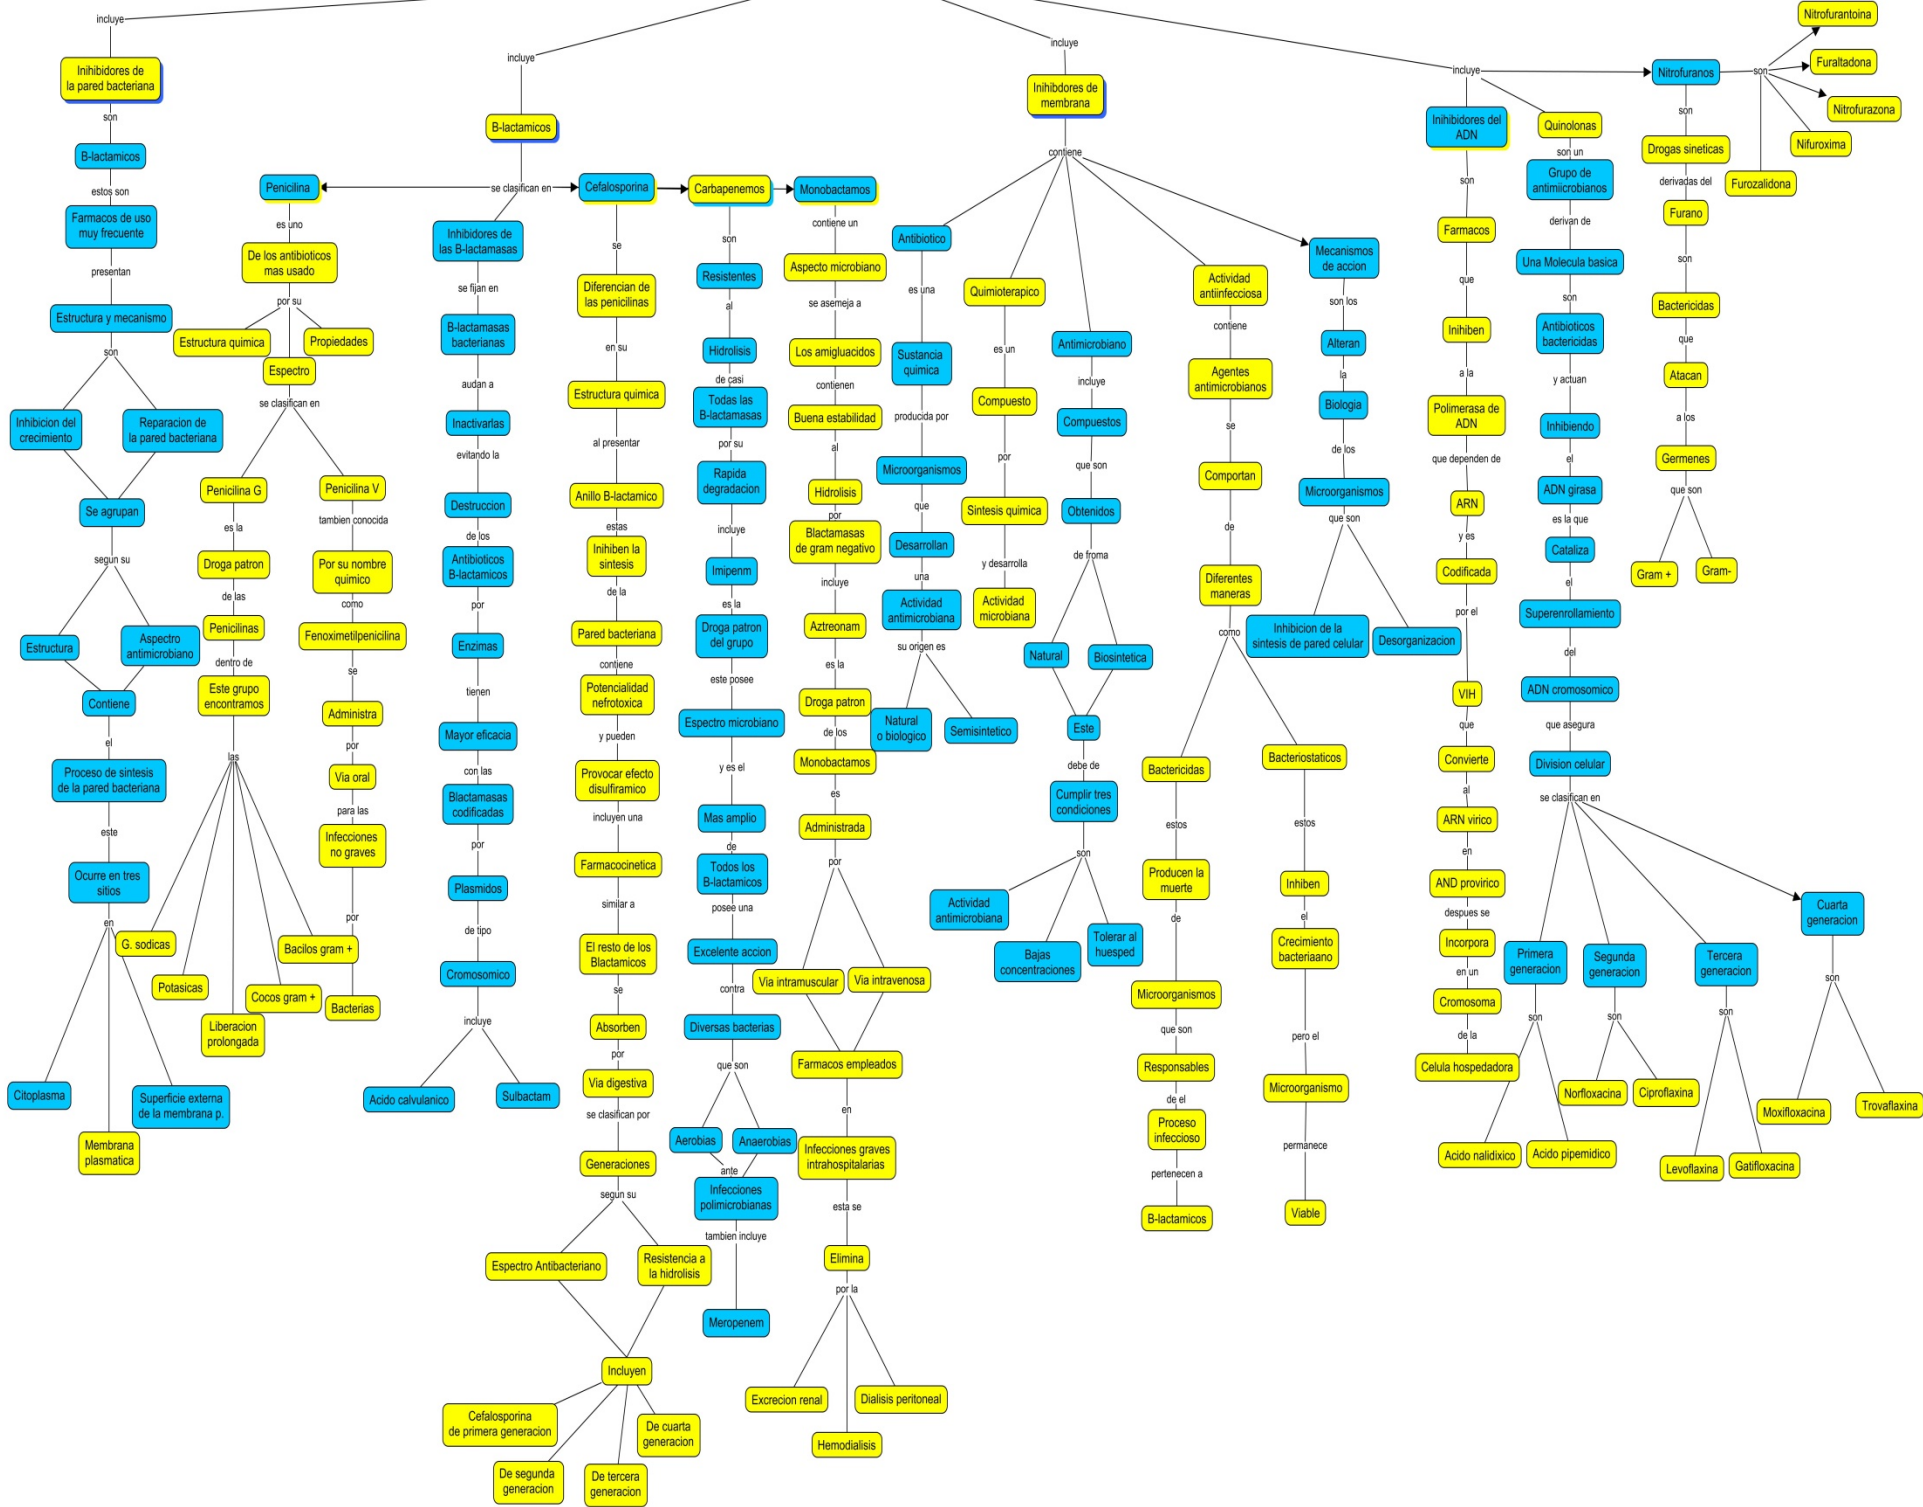 incluye
Inihibidores de
la pared bacteriana
son
B-lactamicos
estos son
Farmacos de uso
muy frecuente
presentan
Estructura y mecanismo
son
Inhibicion del
crecimiento
Reparacion de
la pared bacteriana
Se agrupan
segun su
Estructura
Aspectro
antimicrobiano
Contiene
el
Proceso de sintesis
de la pared bacteriana
este
Ocurre en tres
sitios
en
Citoplasma
Membrana
plasmatica
Superficie externa
de la membrana p.
incluye
B-lactamicos
se clasifican en
Penicilina
es uno
De los antibioticos
mas usado
por su
Estructura quimica
Espectro
Propiedades
se clasifican en
Penicilina G
es la
Droga patron
de las
Penicilinas
dentro de
Este grupo
encontramos
las
G. sodicas
Potasicas
Liberacion
prolongada
Cocos gram +
Bacilos gram +
Penicilina V
tambien conocida
Por su nombre
quimico
como
Fenoximetilpenicilina
se
Administra
por
Via oral
para las
Infecciones
no graves
por
Bacterias
Inhibidores de
las B-lactamasas
se fijan en
B-lactamasas
bacterianas
audan a
Inactivarlas
evitando la
Destruccion
de los
Antibioticos
B-lactamicos
por
Enzimas
tienen
Mayor eficacia
con las
Blactamasas
codificadas
por
Plasmidos
de tipo
Cromosomico
incluye
Acido calvulanico
Sulbactam
Cefalosporina
se
Diferencian de
las penicilinas
en su
Estructura quimica
al presentar
Anillo B-lactamico
estas
Inihiben la
sintesis
de la
Pared bacteriana
contiene
Potencialidad
nefrotoxica
y pueden
Provocar efecto
disulfiramico
incluyen una
Farmacocinetica
similar a
El resto de los
Blactamicos
se
Absorben
por
Via digestiva
se clasifican por
Generaciones
segun su
Espectro Antibacteriano
Resistencia a
la hidrolisis
Incluyen
Cefalosporina
de primera generacion
De segunda
generacion
De tercera
generacion
De cuarta
generacion
Carbapenemos
son
Resistentes
al
Hidrolisis
de casi
Todas las
B-lactamasas
por su
Rapida
degradacion
incluye
Imipenm
es la
Droga patron
del grupo
este posee
Espectro microbiano
y es el
Mas amplio
de
Todos los
B-lactamicos
posee una
Excelente accion
contra
Diversas bacterias
que son
Aerobias
Anaerobias
ante
Infecciones
polimicrobianas
tambien incluye
Meropenem
Monobactamos
contiene un
Aspecto microbiano
se asemeja a
Los amigluacidos
contienen
Buena estabilidad
al
Hidrolisis
por
Blactamasas
de gram negativo
incluye
Aztreonam
es la
Droga patron
de los
Monobactamos
es
Administrada
por
Via intramuscular
Via intravenosa
Farmacos empleados
en
Infecciones graves
intrahospitalarias
esta se
Elimina
por la
Excrecion renal
Hemodialisis
Dialisis peritoneal
incluye
Inihibdores de
membrana
contiene
Antibiotico
es una
Sustancia
quimica
producida por
Microorganismos
que
Desarrollan
una
Actividad
antimicrobiana
su origen es
Natural
o biologico
Semisintetico
Quimioterapico
es un
Compuesto
por
Sintesis quimica
y desarrolla
Actividad
microbiana
Antimicrobiano
incluye
Compuestos
que son
Obtenidos
de froma
Natural
Biosintetica
Este
debe de
Cumplir tres
condiciones
son
Actividad
antimicrobiana
Bajas
concentraciones
Tolerar al
huesped
Actividad
antiinfecciosa
contiene
Agentes
antimicrobianos
se
Comportan
de
Diferentes
maneras
como
Bactericidas
estos
Producen la
muerte
de
Microorganismos
que son
Responsables
de el
Proceso
infeccioso
pertenecen a
B-lactamicos
Bacteriostaticos
estos
Inhiben
el
Crecimiento
bacteriaano
pero el
Microorganismo
permanece
Viable
Mecanismos
de accion
son los
Alteran
la
Biologia
de los
Microorganismos
que son
Inhibicion de la
sintesis de pared celular
Desorganizacion
incluye
Inihibidores del
ADN
son
Farmacos
que
Inihiben
a la
Polimerasa de
ADN
que dependen de
ARN
y es
Codificada
por el
VIH
que
Convierte
al
ARN virico
en
AND provirico
despues se
Incorpora
en un
Cromosoma
de la
Celula hospedadora
Quinolonas
son un
Grupo de
antimiicrobianos
derivan de
Una Molecula basica
son
Antibioticos
bactericidas
y actuan
Inhibiendo
el
ADN girasa
es la que
Cataliza
el
Superenrollamiento
del
ADN cromosomico
que asegura
Division celular
se clasifican en
Primera
generacion
son
Acido nalidixico
Acido pipemidico
Segunda
generacion
son
Norfloxacina
Ciproflaxina
Tercera
generacion
son
Levoflaxina
Gatifloxacina
Cuarta
generacion
son
Moxifloxacina
Trovaflaxina
Nitrofuranos
son
Drogas sineticas
derivadas del
Furano
son
Bactericidas
que
Atacan
a los
Germenes
que son
Gram +
Gram-
son
Nitrofurantoina
Furaltadona
Nitrofurazona
Nifuroxima
Furozalidona